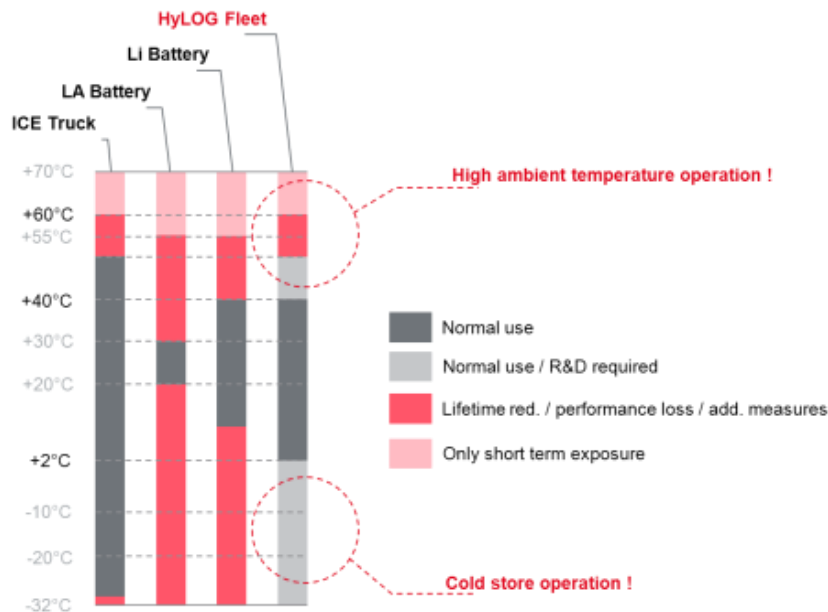 HyLOG Fleet
Li Battery
LA Battery
ICE Truck
+70°C
High ambient temperature operation !
+60°C
+55°C
+40°C
Normal use
+30°C
Normal use / R&D required
+20°C
Lifetime red. / performance loss / add. measures
Only short term exposure
+2°C
-10°C
-20°C
Cold store operation !
-32°C